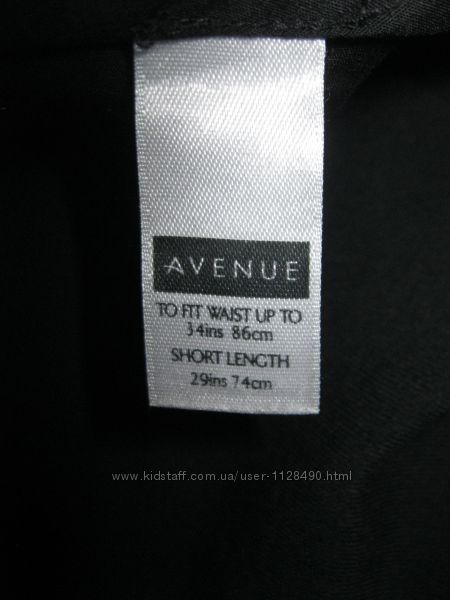 AVENUE
TO FIT WAIST UP TO
34ins 86cm
SHORT LENGTH
29ins 74cm
www.kidstaff.com.ua/user-1128490.html